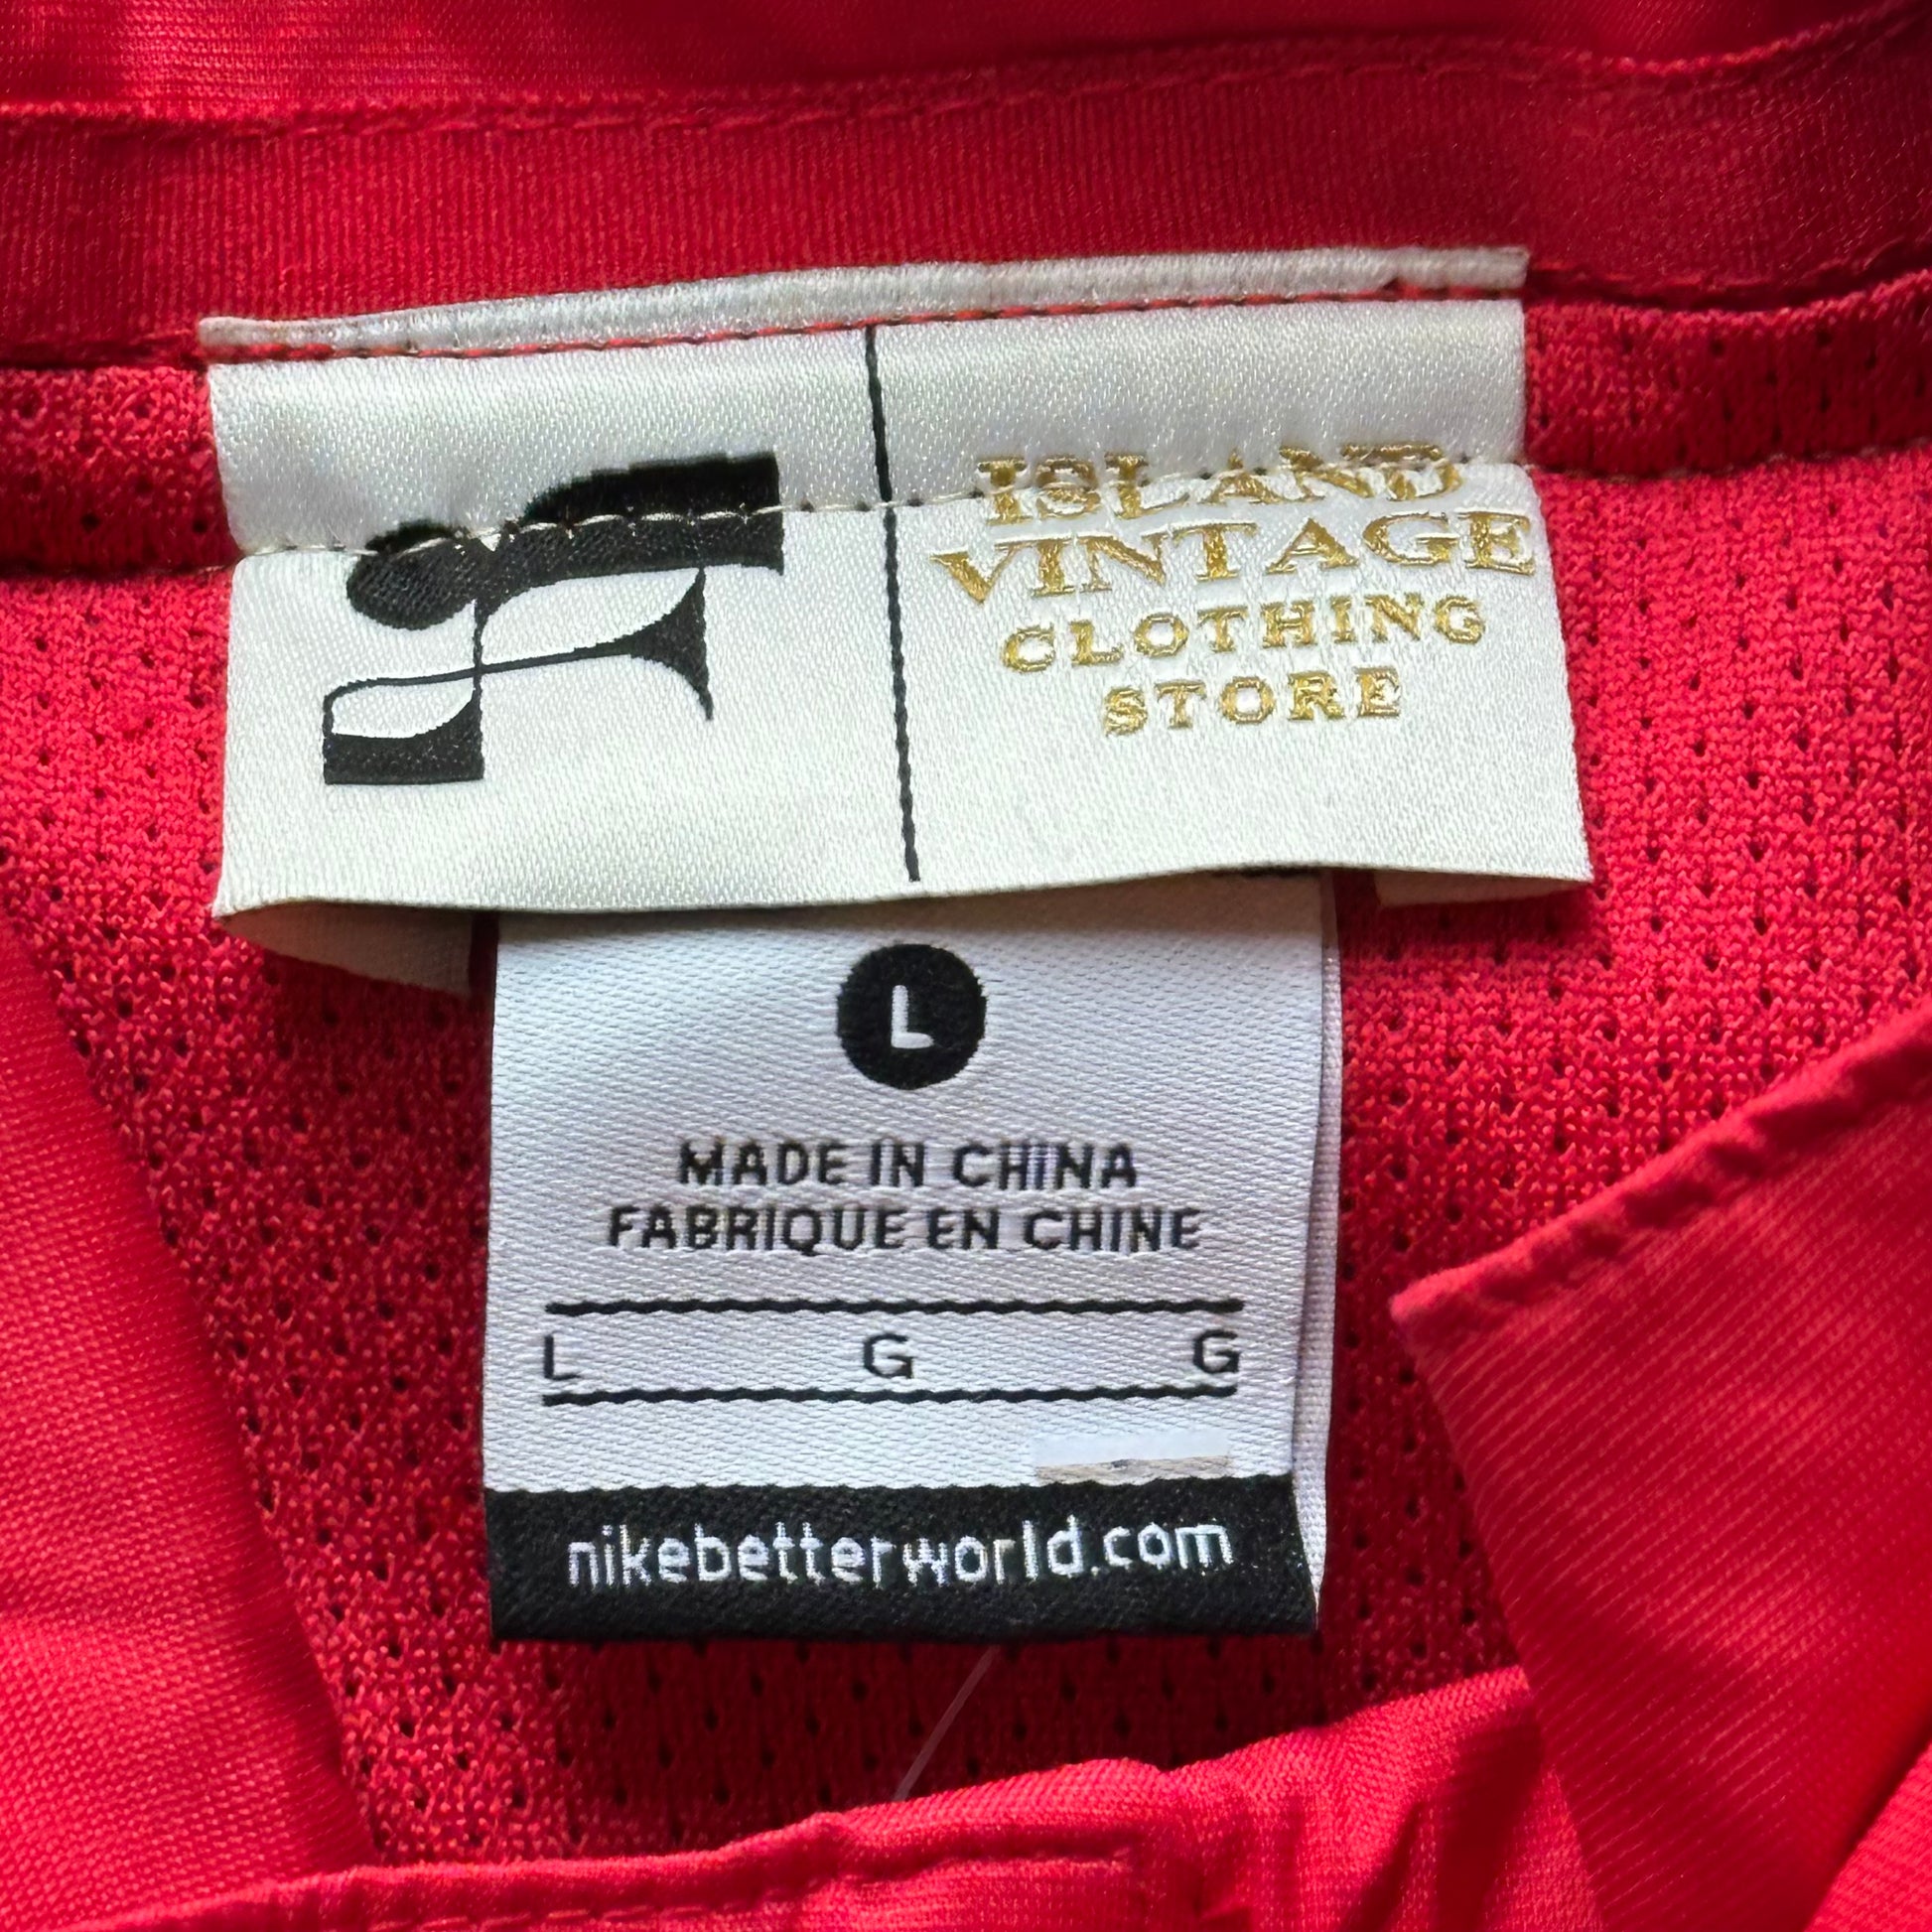 ISLAND
VINTAGE
CLOTHING
STORE
L
MADE IN CHINA
FABRIQUE EN CHINE
L G G
nikebetterworld.com